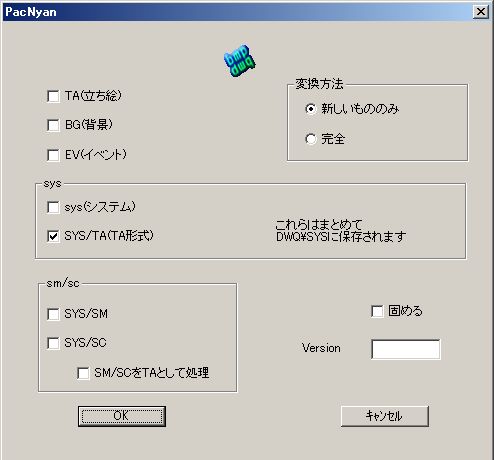 PacNyan
bmp
dwq
TA(立ち絵)
BG(背景)
EV(イベント)
変換方法
新しいもののみ
完全
sys
sys(システム)
SYS/TA(TA形式)
これらはまとめて
DWQ¥SYSに保存されます
sm/sc
SYS/SM
SYS/SC
SM/SCをTAとして処理
固める
Version
OK
ｷｬﾝｾﾙ